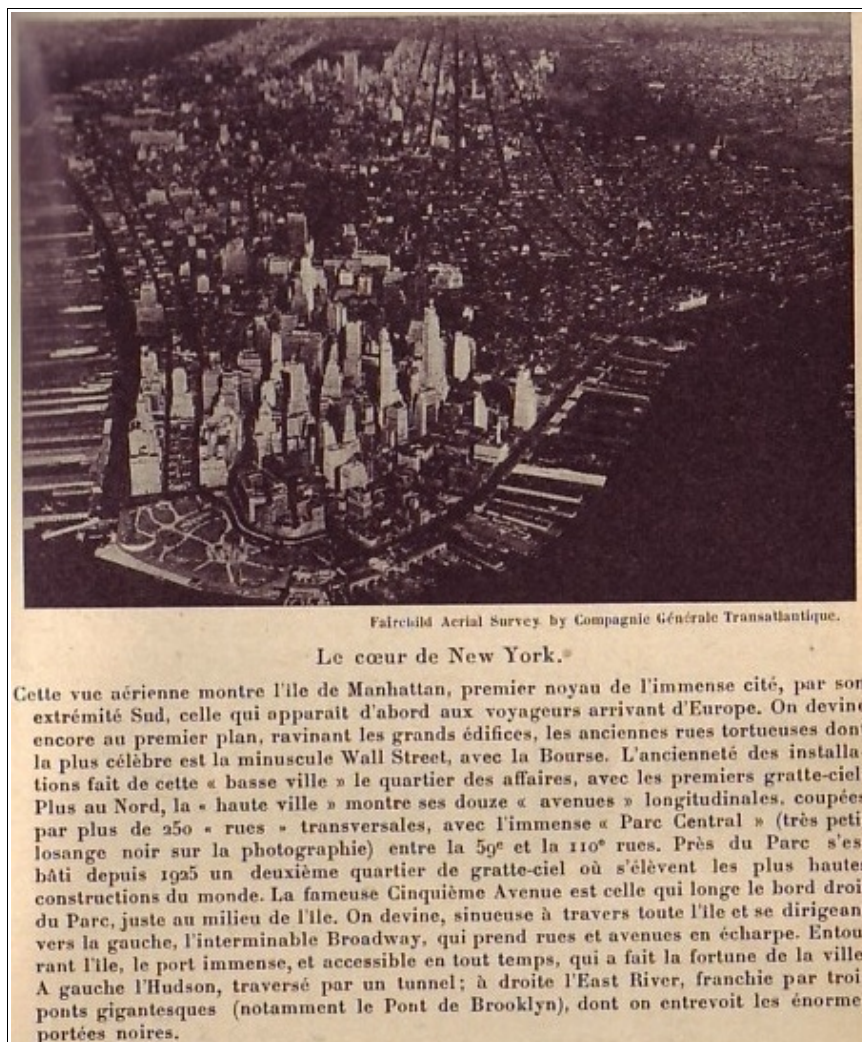 Fairchild Aerial Survey by Compagnie Générale Transatlantique.
Le cœur de New York.
Cette vue aérienne montre l'île de Manhattan, premier noyau de l'immense cité, par son
extrémité Sud, celle qui apparait d'abord aux voyageurs arrivant d'Europe. On devine
encore au premier plan, ravinant les grands édifices, les anciennes rues tortueuses dont
la plus célèbre est la minuscule Wall Street, avec la Bourse. L'ancienneté des installa-
tions fait de cette « basse ville » le quartier des affaires, avec les premiers gratte-ciel
Plus au Nord, la « haute ville » montre ses douze « avenues » longitudinales, coupées
par plus de 250 « rues » transversales, avec l'immense « Parc Central » (très peti
losange noir sur la photographie) entre la 59e et la 110e rues. Près du Parc s'es
bâti depuis 1925 un deuxième quartier de gratte-ciel où s'élèvent les plus hautes
constructions du monde. La fameuse Cinquième Avenue est celle qui longe le bord droi
du Parc, juste au milieu de l'île. On devine, sinueuse à travers toute l'île et se dirigean
vers la gauche, l'interminable Broadway, qui prend rues et avenues en écharpe. Entou
rant l'île, le port immense, et accessible en tout temps, qui a fait la fortune de la ville
A gauche l'Hudson, traversé par un tunnel; à droite l'East River, franchie par troi
ponts gigantesques (notamment le Pont de Brooklyn), dont on entrevoit les énorme
portées noires.